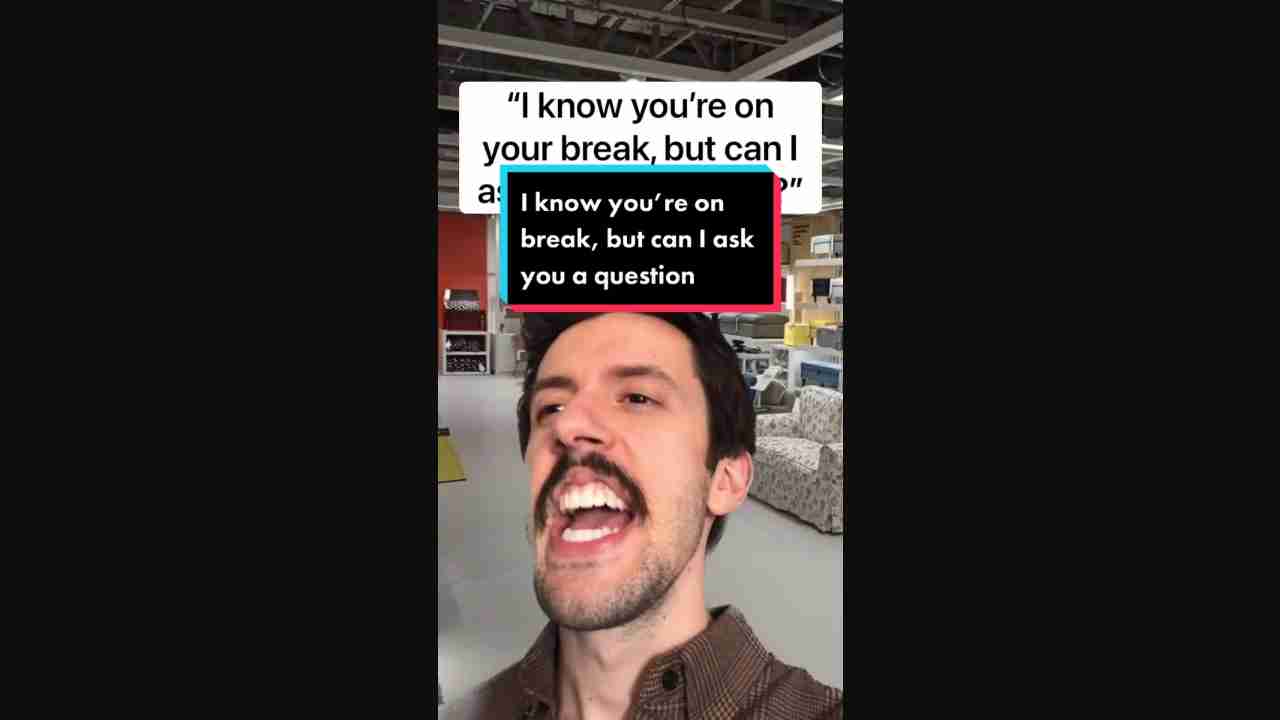 “I know you’re on
your break, but can I
as ?”
I know you’re on
break, but can I ask
you a question